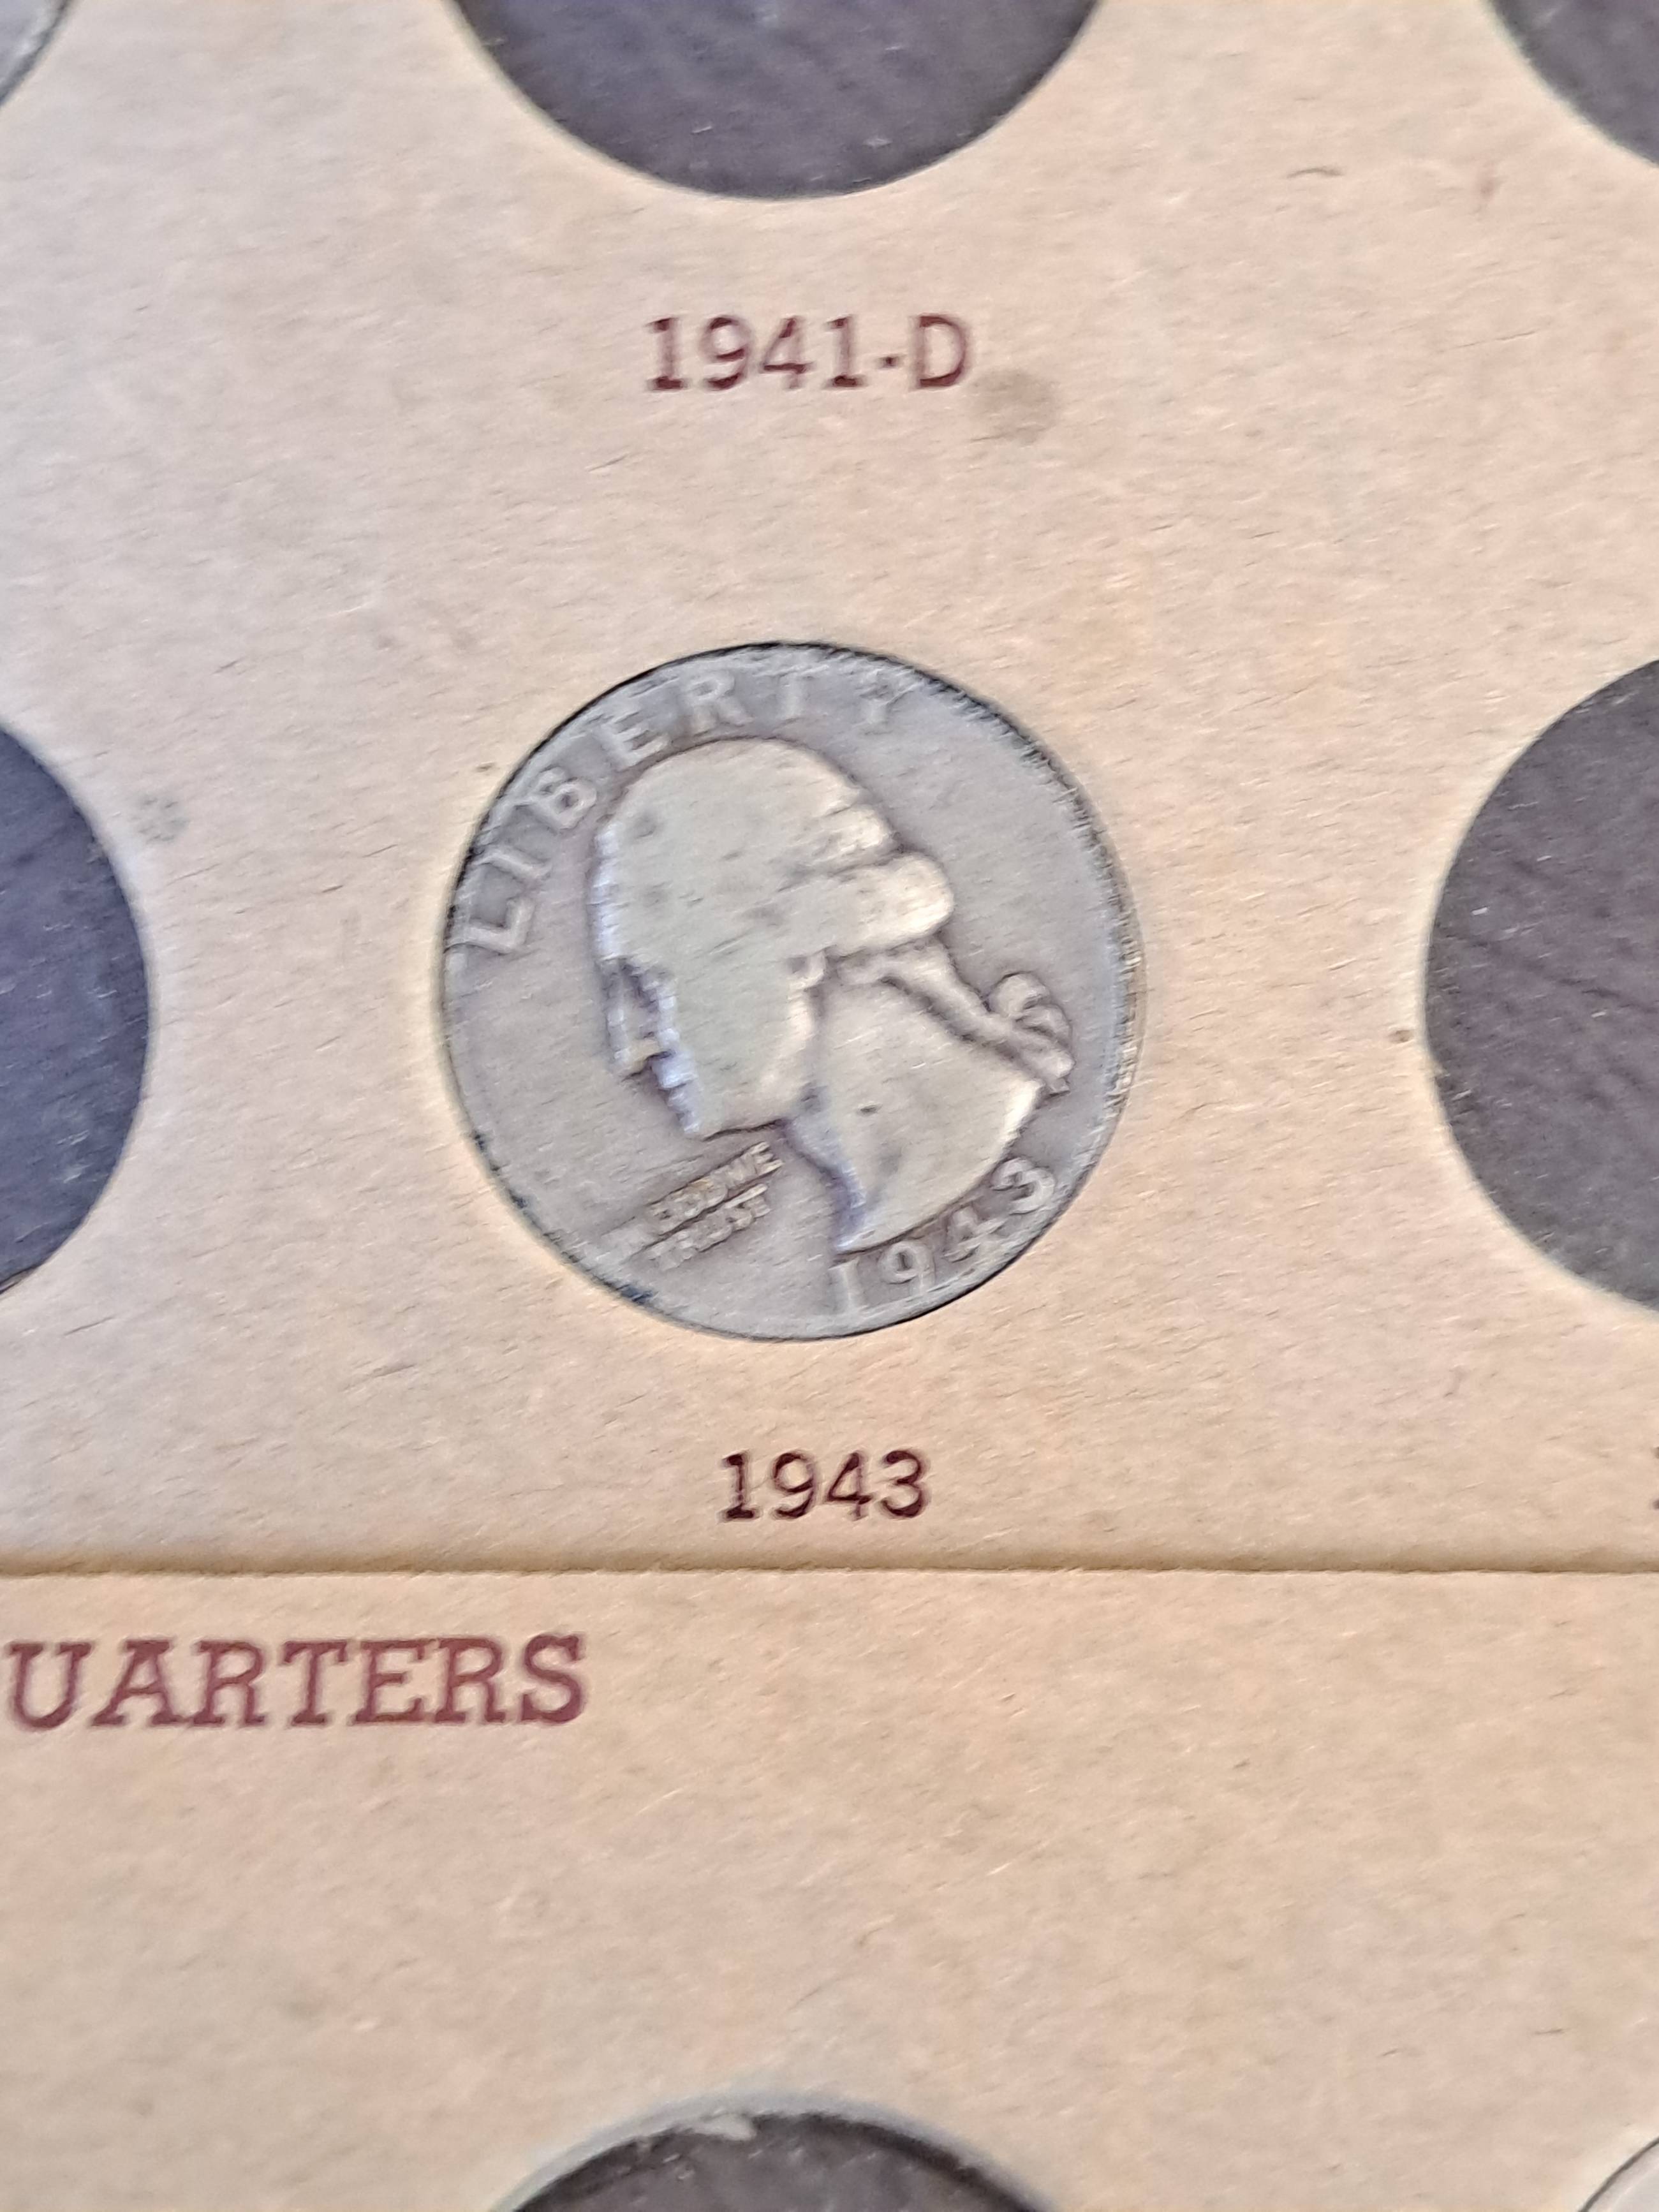 1941-D
LIBERTY
IN GOD WE
TRUST
1943
1943
UARTERS